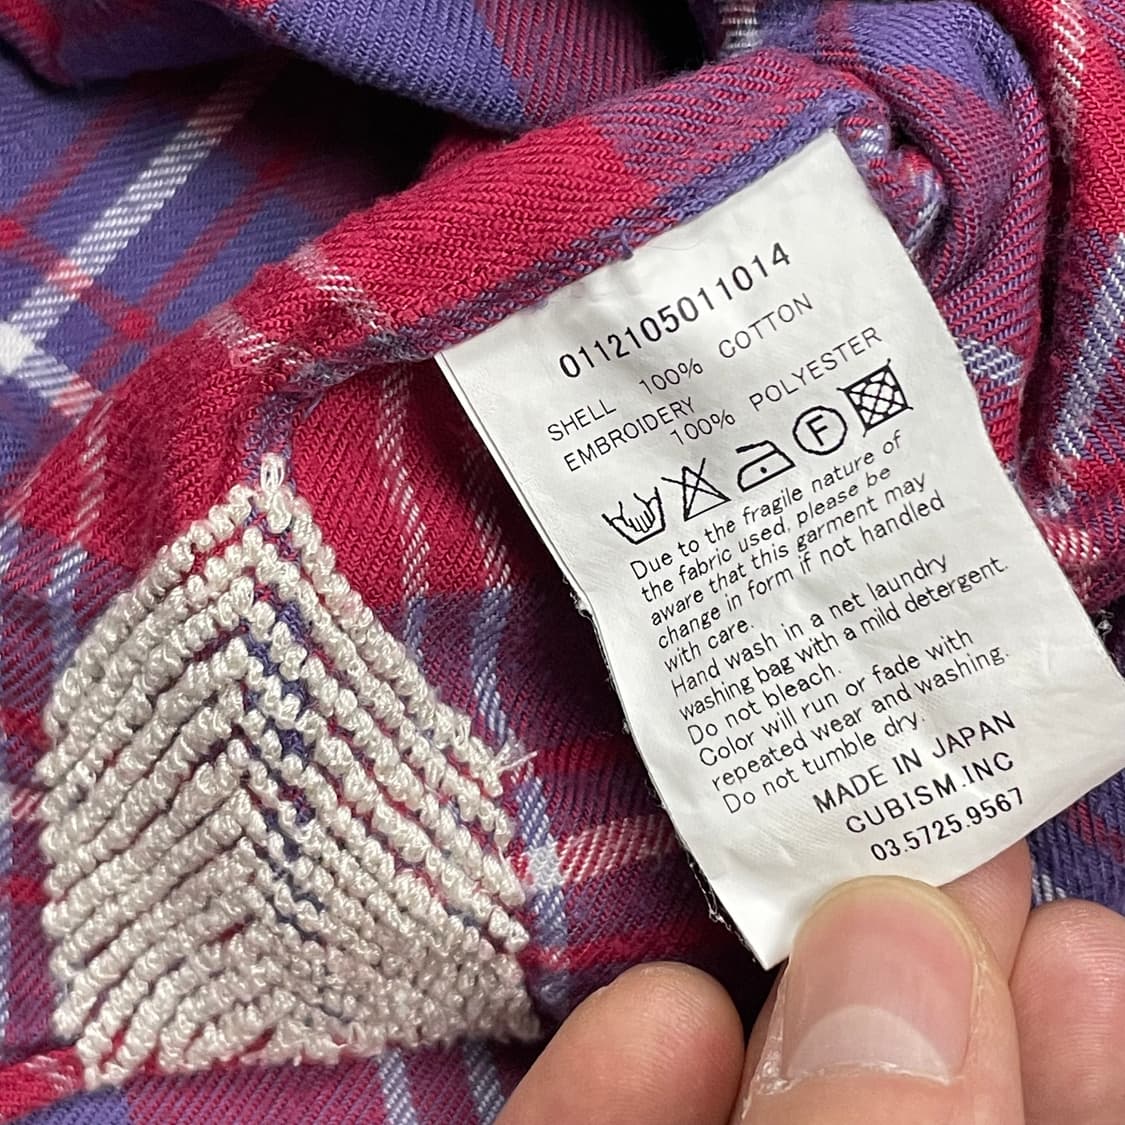 0112105011014
SHELL 100% COTTON
EMBROIDERY
100% POLYESTER
F
Due to the fragile nature of
the fabric used, please be
aware that this garment may
change in form if not handled
with care.
Hand wash in a net laundry
washing bag with a mild detergent.
Do not bleach.
Color will run or fade with
repeated wear and washing.
Do not tumble dry.
MADE IN JAPAN
CUBISM.INC
03.5725.9567